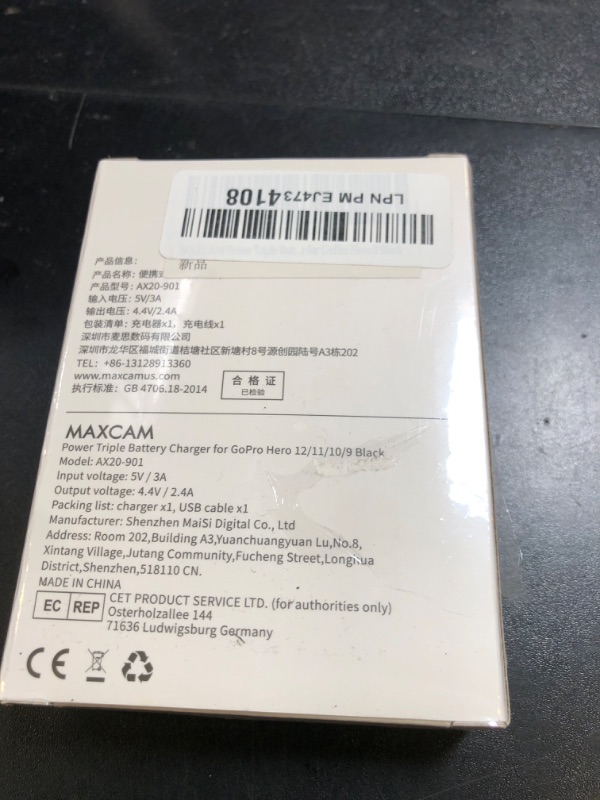 LPN PM EJ4734108
新品
产品信息:
产品名称: 便携
产品型号: AX20-901
输入电压: 5V/3A
输出电压: 4.4V/2.4A
包装清单: 充电器x1, 充电线x1
深圳市麦思数码有限公司
深圳市龙华区福城街道桔塘社区新塘村8号源创园陆号A3栋202
TEL: +86-13128913360
www.maxcamus.com
执行标准: GB 4706.18-2014
合格证
已检验
MAXCAM
Power Triple Battery Charger for GoPro Hero 12/11/10/9 Black
Model: AX20-901
Input voltage: 5V / 3A
Output voltage: 4.4V / 2.4A
Packing list: charger x1, USB cable x1
Manufacturer: Shenzhen MaiSi Digital Co., Ltd
Address: Room 202,Building A3,Yuanchuangyuan Lu,No.8,
Xintang Village,Jutang Community,Fucheng Street,Longhua
District,Shenzhen,518110 CN.
MADE IN CHINA
EC REP
CET PRODUCT SERVICE LTD. (for authorities only)
Osterholzallee 144
71636 Ludwigsburg Germany
CE